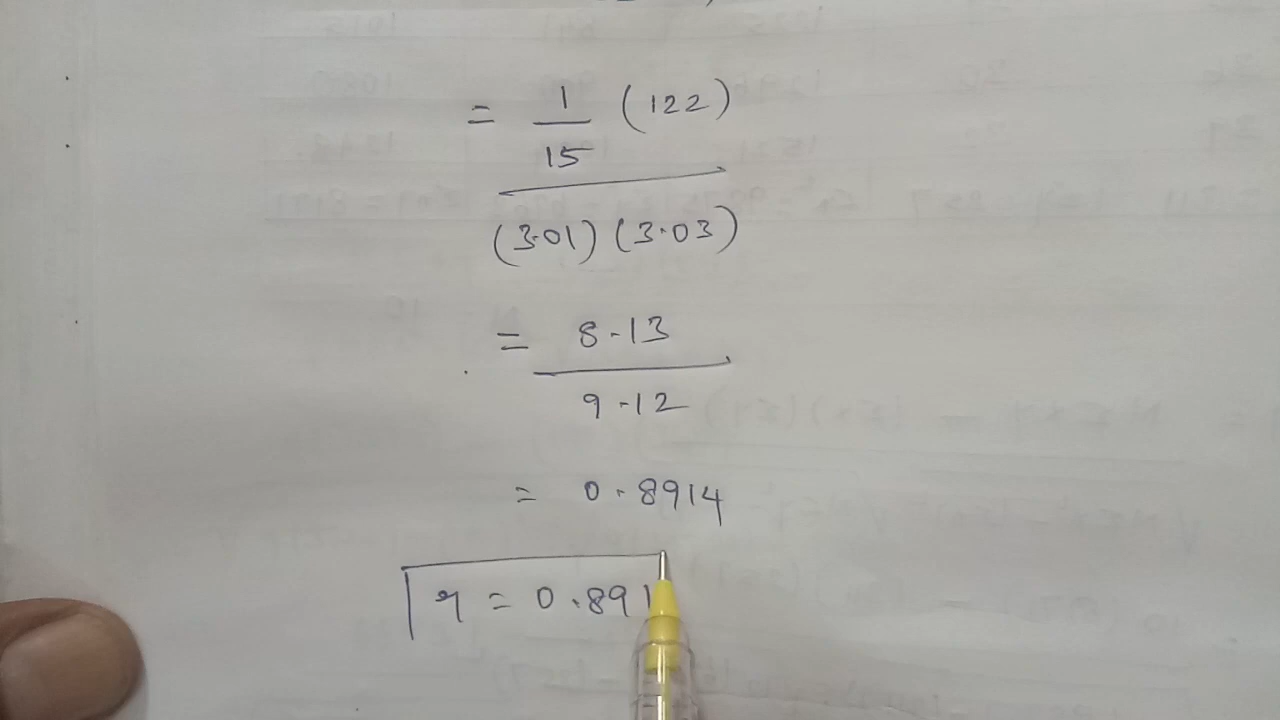 = 1/15 (122)
(3.01) (3.03)
= 8.13
9.12
= 0.8914
r = 0.891